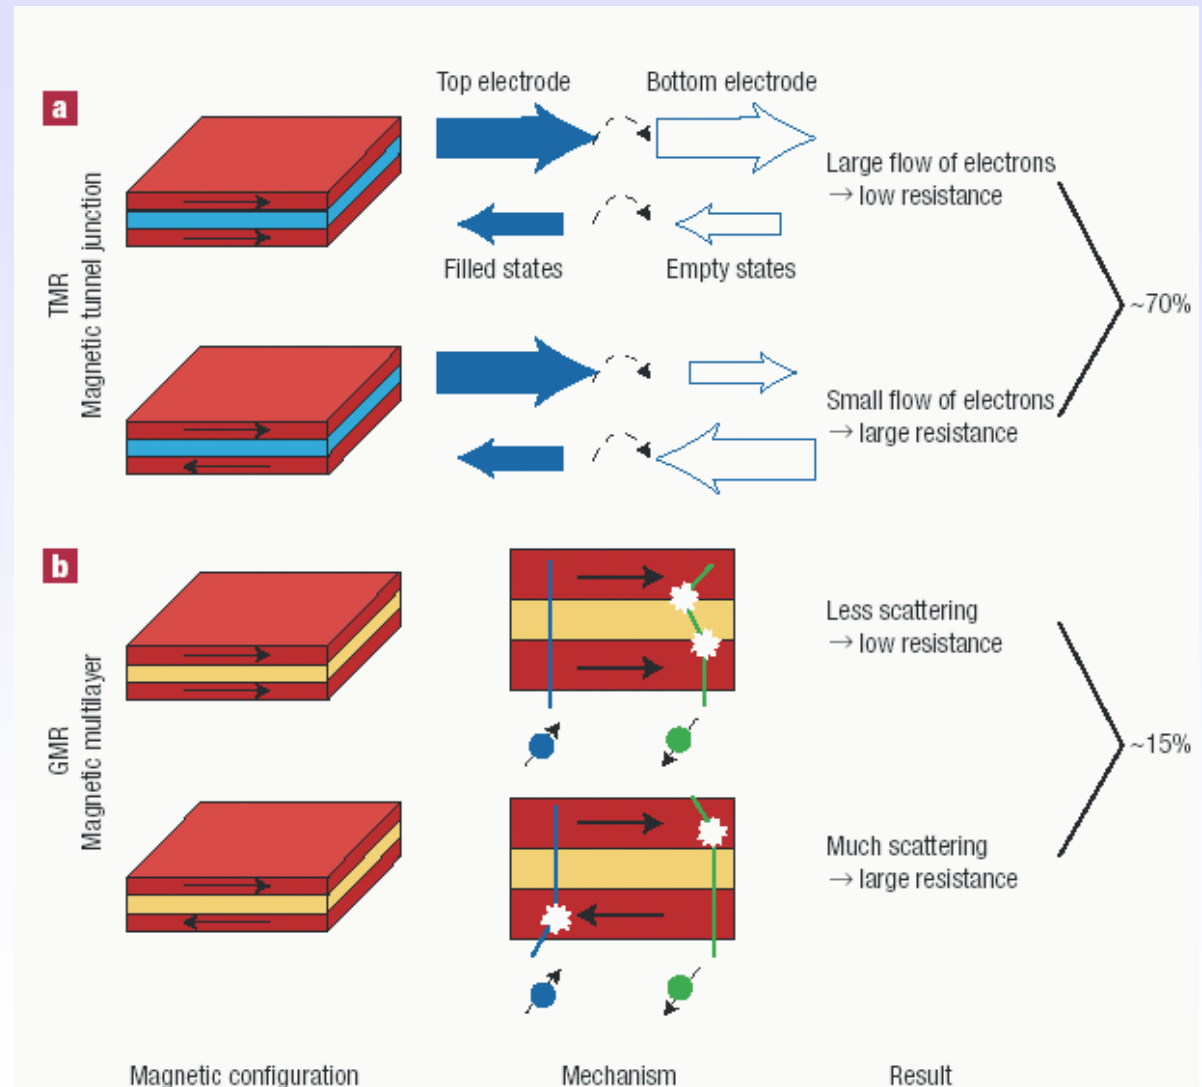 a
TMR
Magnetic tunnel junction
Top electrode
Bottom electrode
Filled states
Empty states
Large flow of electrons
→ low resistance
Small flow of electrons
→ large resistance
~70%
b
GMR
Magnetic multilayer
Less scattering
→ low resistance
Much scattering
→ large resistance
~15%
Magnetic configuration
Mechanism
Result